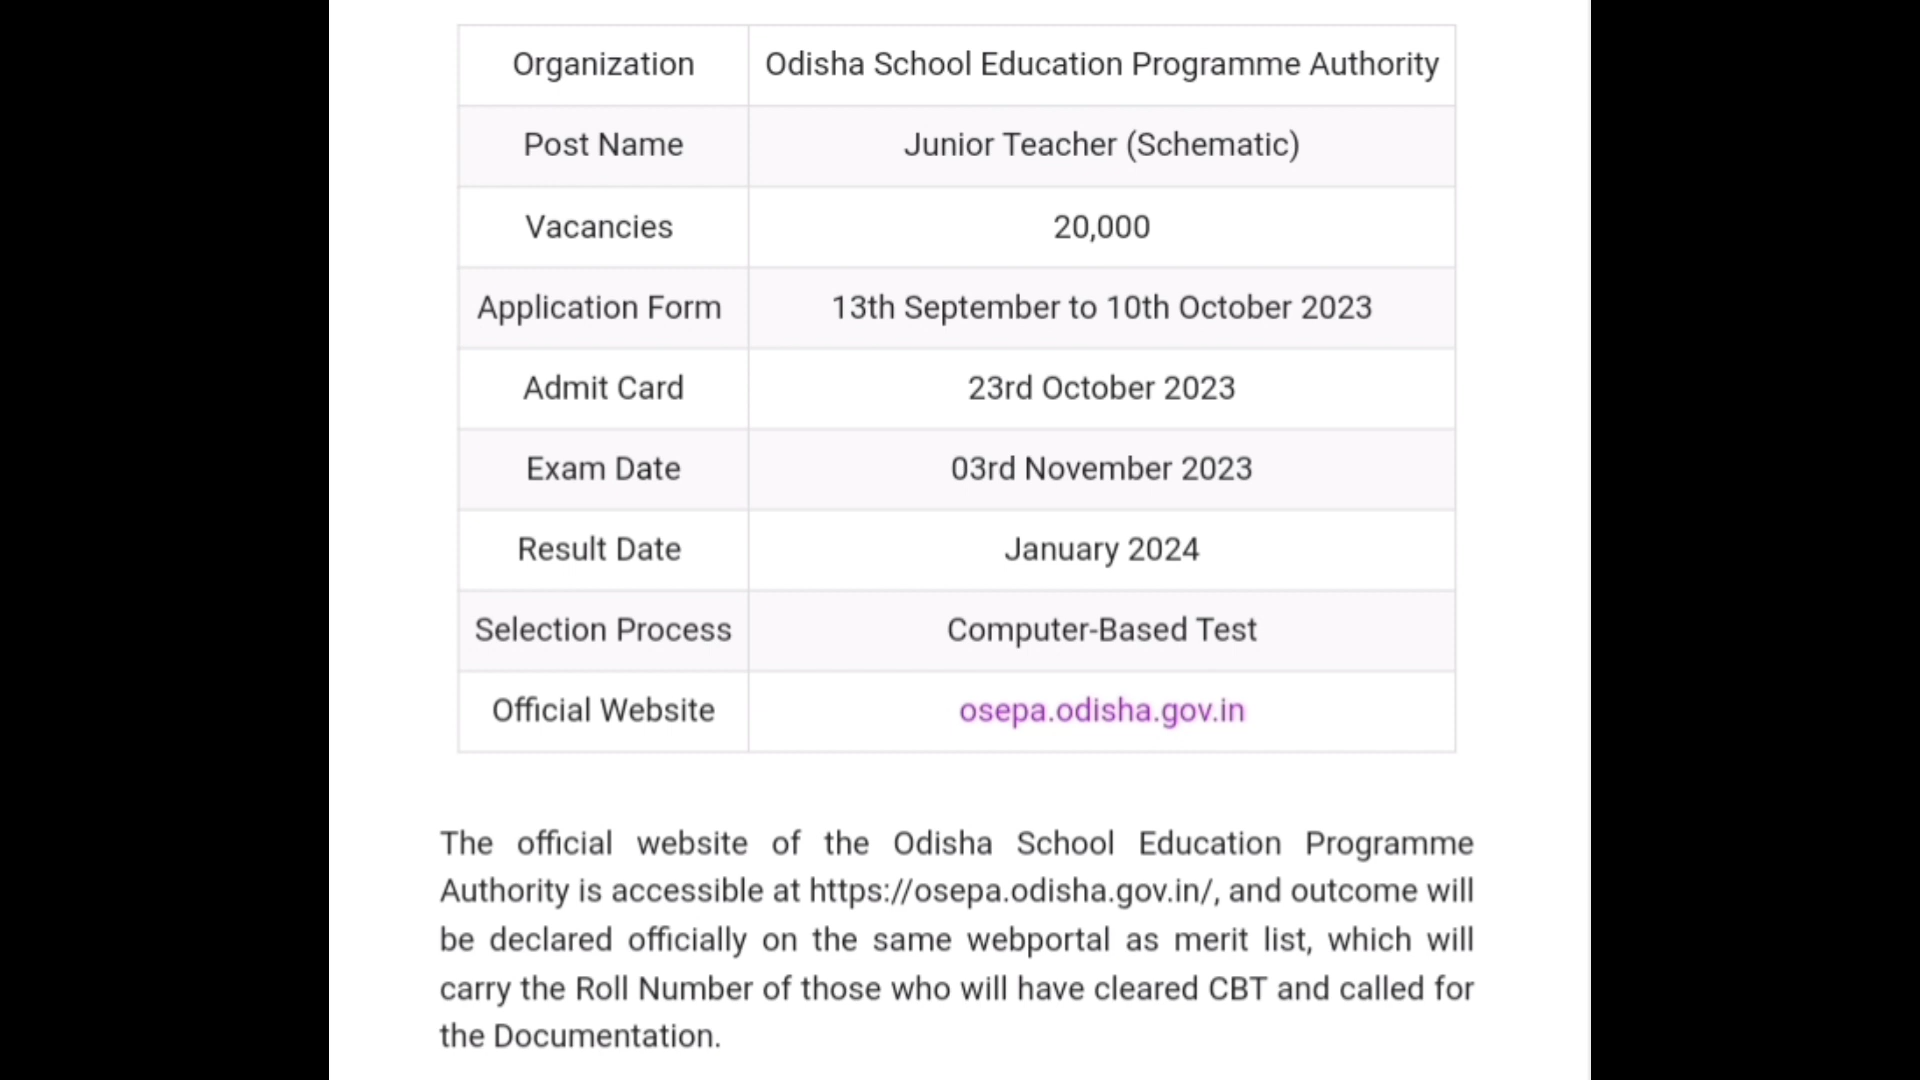 Organization Odisha School Education Programme Authority
Post Name Junior Teacher (Schematic)
Vacancies 20,000
Application Form 13th September to 10th October 2023
Admit Card 23rd October 2023
Exam Date 03rd November 2023
Result Date January 2024
Selection Process Computer-Based Test
Official Website osepa.odisha.gov.in
The official website of the Odisha School Education Programme
Authority is accessible at https://osepa.odisha.gov.in/, and outcome will
be declared officially on the same webportal as merit list, which will
carry the Roll Number of those who will have cleared CBT and called for
the Documentation.